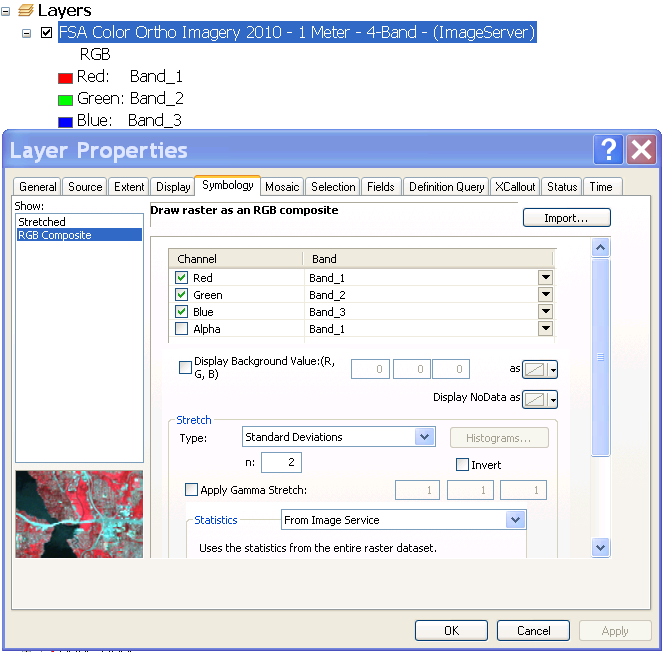 Layers
FSA Color Ortho Imagery 2010 - 1 Meter - 4-Band - (ImageServer)
RGB
Red: Band_1
Green: Band_2
Blue: Band_3
Layer Properties
General Source Extent Display Symbology Mosaic Selection Fields Definition Query XCallout Status Time
Show:
Stretched
RGB Composite
Draw raster as an RGB composite
Import...
Channel Band
Red Band_1
Green Band_2
Blue Band_3
Alpha Band_1
Display Background Value:(R,
G, B)
0 0 0 as
Display NoData as
Stretch
Type: Standard Deviations Histograms...
n: 2 Invert
Apply Gamma Stretch: 1 1 1
Statistics From Image Service
Uses the statistics from the entire raster dataset.
OK Cancel Apply